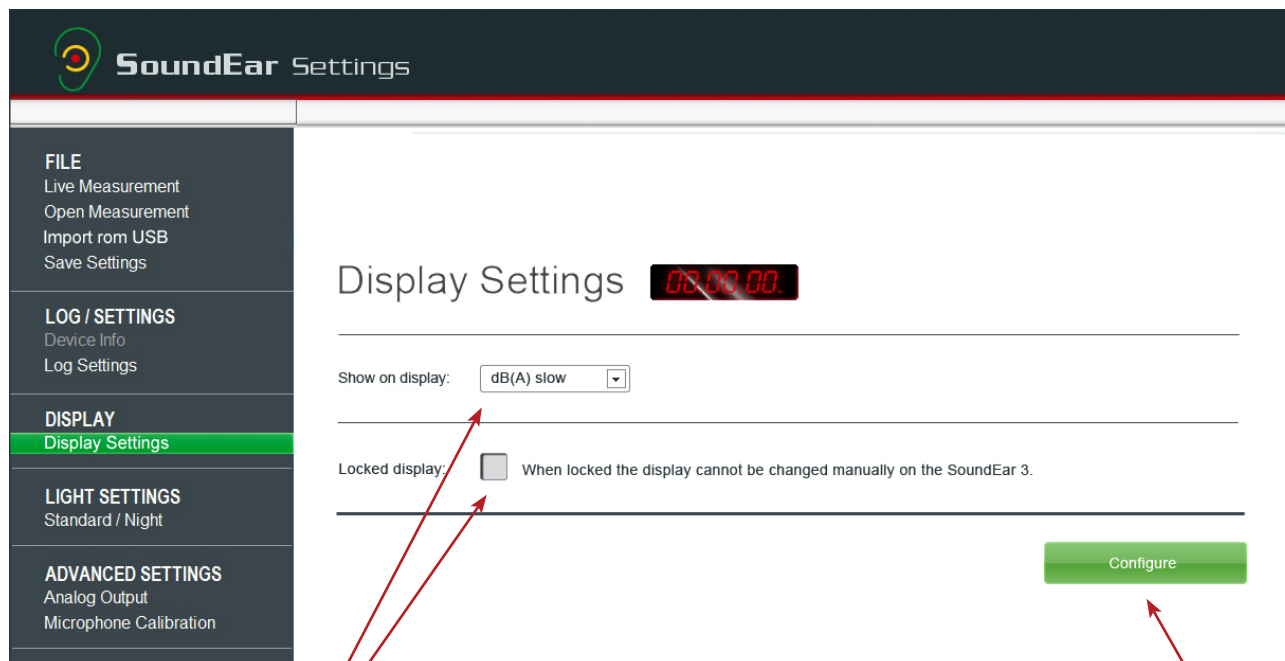 SoundEar Settings
FILE
Live Measurement
Open Measurement
Import rom USB
Save Settings
LOG / SETTINGS
Device Info
Log Settings
DISPLAY
Display Settings
LIGHT SETTINGS
Standard / Night
ADVANCED SETTINGS
Analog Output
Microphone Calibration
Display Settings 00.00.00.
Show on display: dB(A) slow
Locked display: When locked the display cannot be changed manually on the SoundEar 3.
Configure